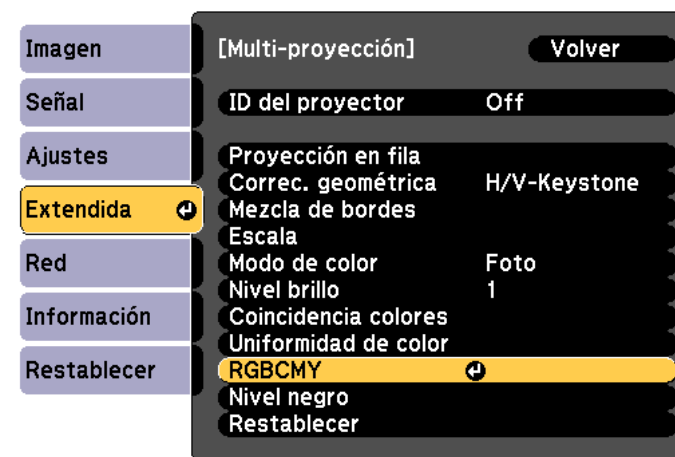 Imagen
Señal
Ajustes
Extendida
Red
Información
Restablecer
[Multi-proyección] Volver
ID del proyector Off
Proyección en fila
Correc. geométrica H/V-Keystone
Mezcla de bordes
Escala
Modo de color Foto
Nivel brillo 1
Coincidencia colores
Uniformidad de color
RGBCMY
Nivel negro
Restablecer